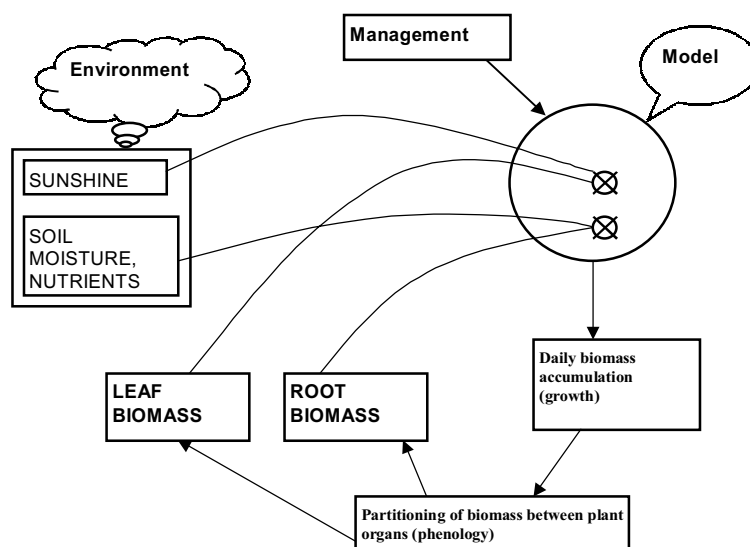 Management
Model
Environment
SUNSHINE
SOIL
MOISTURE,
NUTRIENTS
Daily biomass
accumulation
(growth)
LEAF
BIOMASS
ROOT
BIOMASS
Partitioning of biomass between plant
organs (phenology)